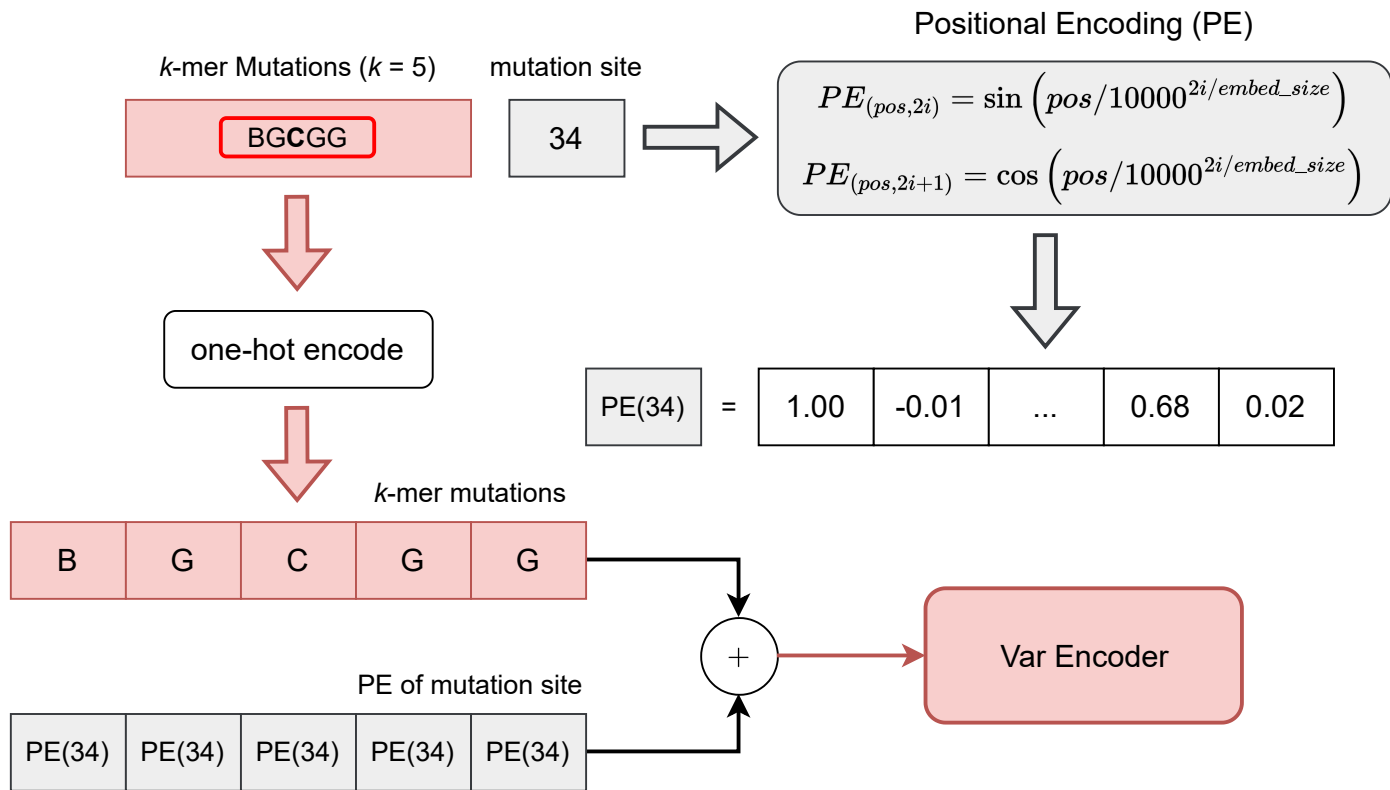 Positional Encoding (PE)
k-mer Mutations (k = 5)
mutation site
BGCGG
34
PE_{(pos,2i)} = sin(pos/10000^{2i/embed_size})
PE_{(pos,2i+1)} = cos(pos/10000^{2i/embed_size})
one-hot encode
PE(34) = 1.00 -0.01 ... 0.68 0.02
k-mer mutations
B G C G G
+
Var Encoder
PE of mutation site
PE(34) PE(34) PE(34) PE(34) PE(34)